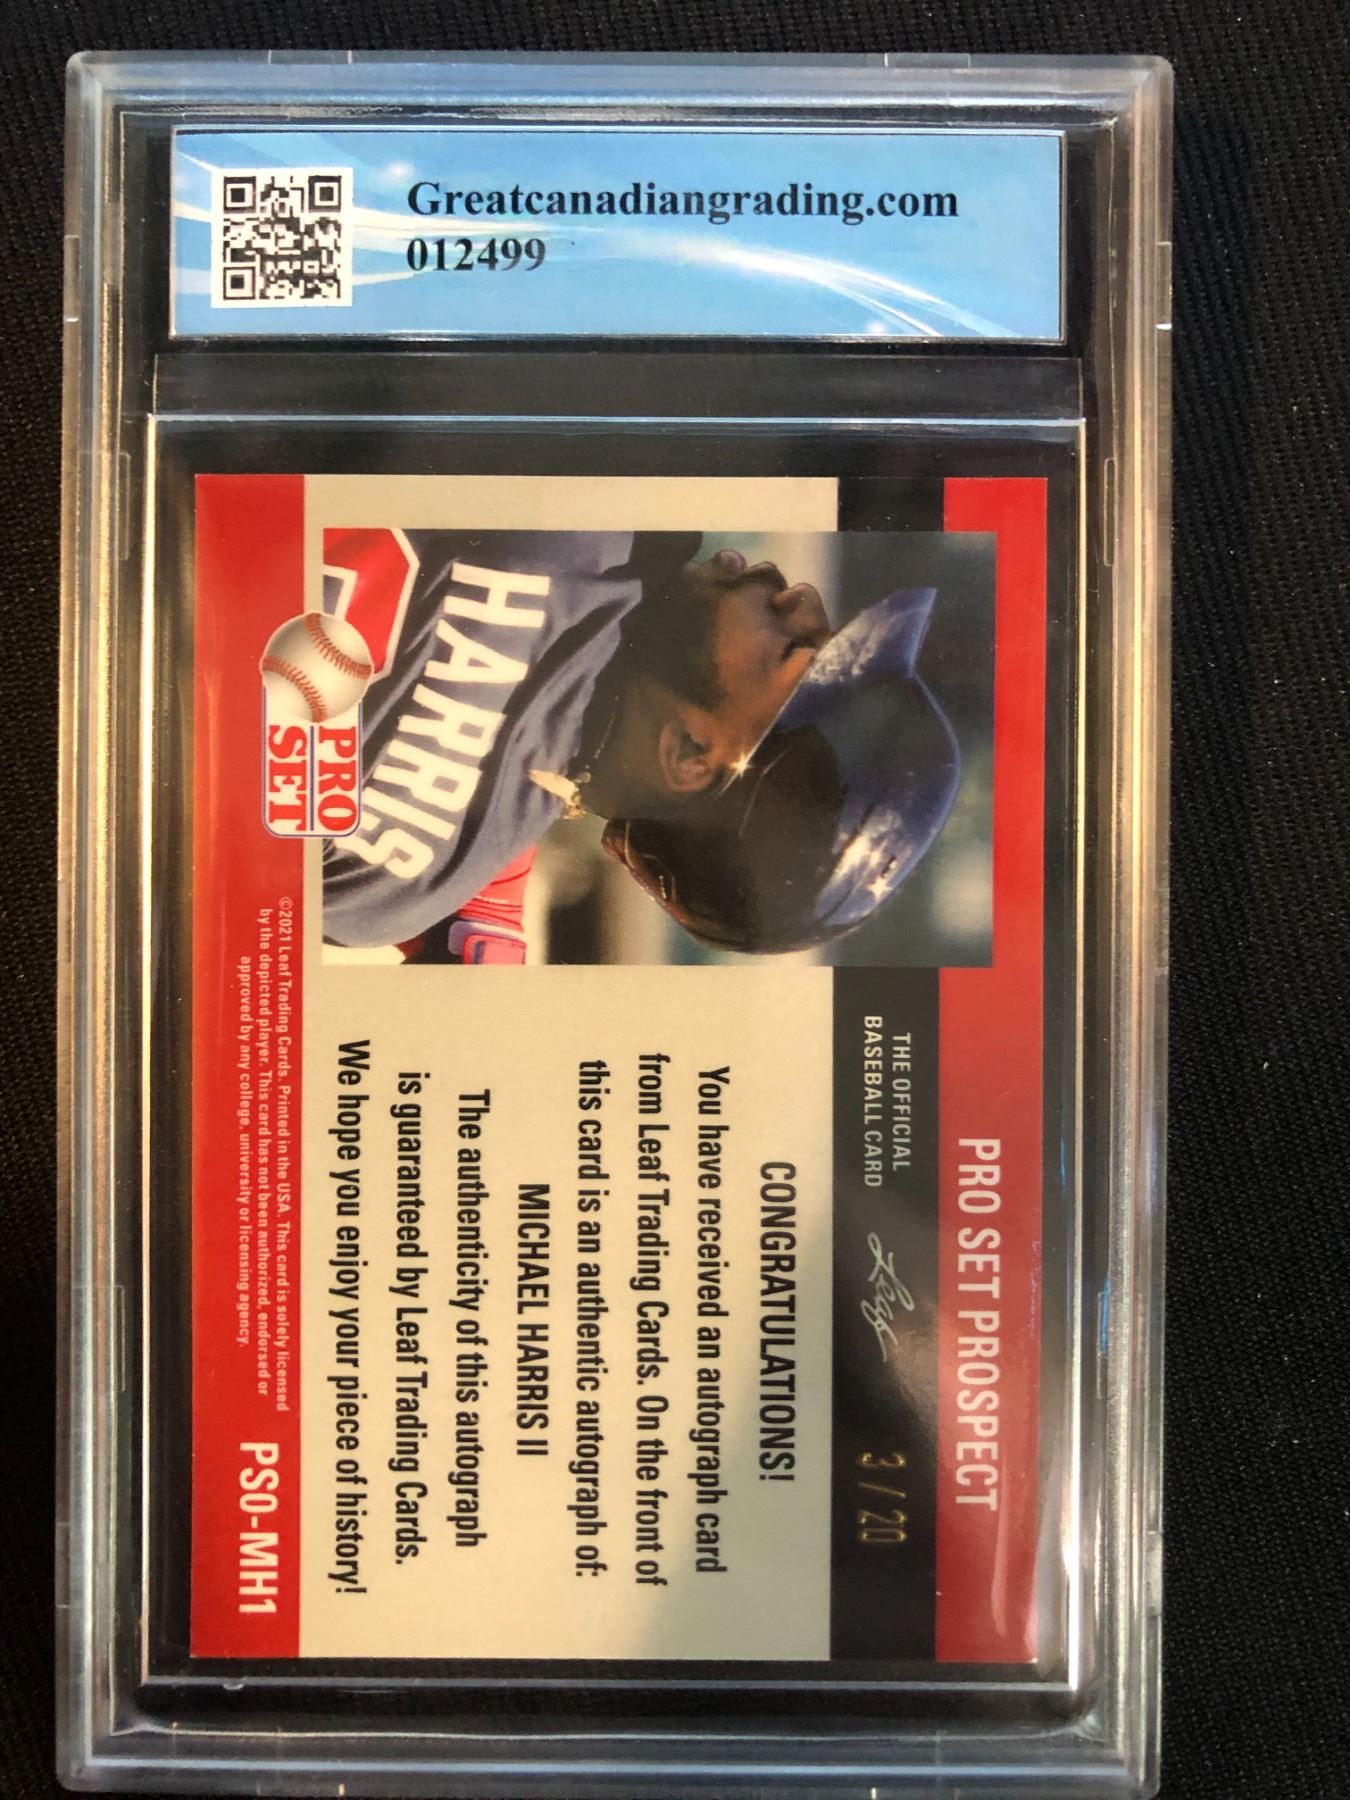 Greatcanadiangrading.com
012499
PRO SET PROSPECT
THE OFFICIAL
BASEBALL CARD
Leaf
3/20
HARRIS
CONGRATULATIONS!
You have received an autograph card
from Leaf Trading Cards. On the front of
this card is an authentic autograph of:
MICHAEL HARRIS II
The authenticity of this autograph
is guaranteed by Leaf Trading Cards.
We hope you enjoy your piece of history!
PRO
SET
©2021 Leaf Trading Cards. Printed in the USA. This card is solely licensed
by the depicted player. This card has not been authorized, endorsed or
approved by any college, university or licensing agency.
PS0-MH1